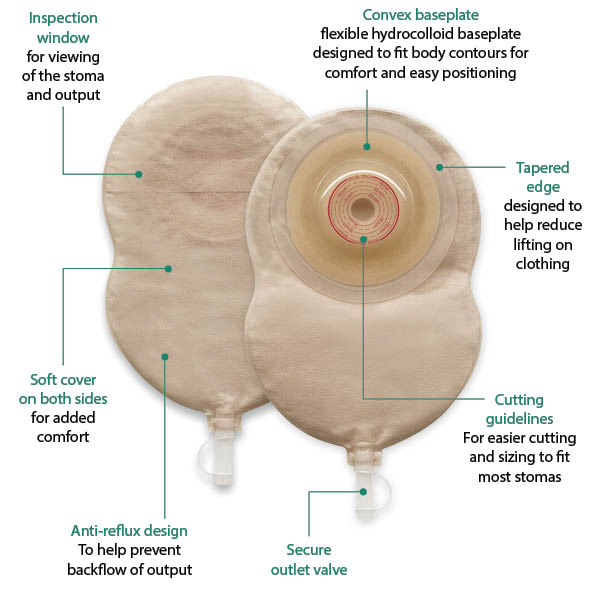 Inspection
window
for viewing
of the stoma
and output
Convex baseplate
flexible hydrocolloid baseplate
designed to fit body contours for
comfort and easy positioning
Tapered
edge
designed to
help reduce
lifting on
clothing
Soft cover
on both sides
for added
comfort
Cutting
guidelines
For easier cutting
and sizing to fit
most stomas
Anti-reflux design
To help prevent
backflow of output
Secure
outlet valve